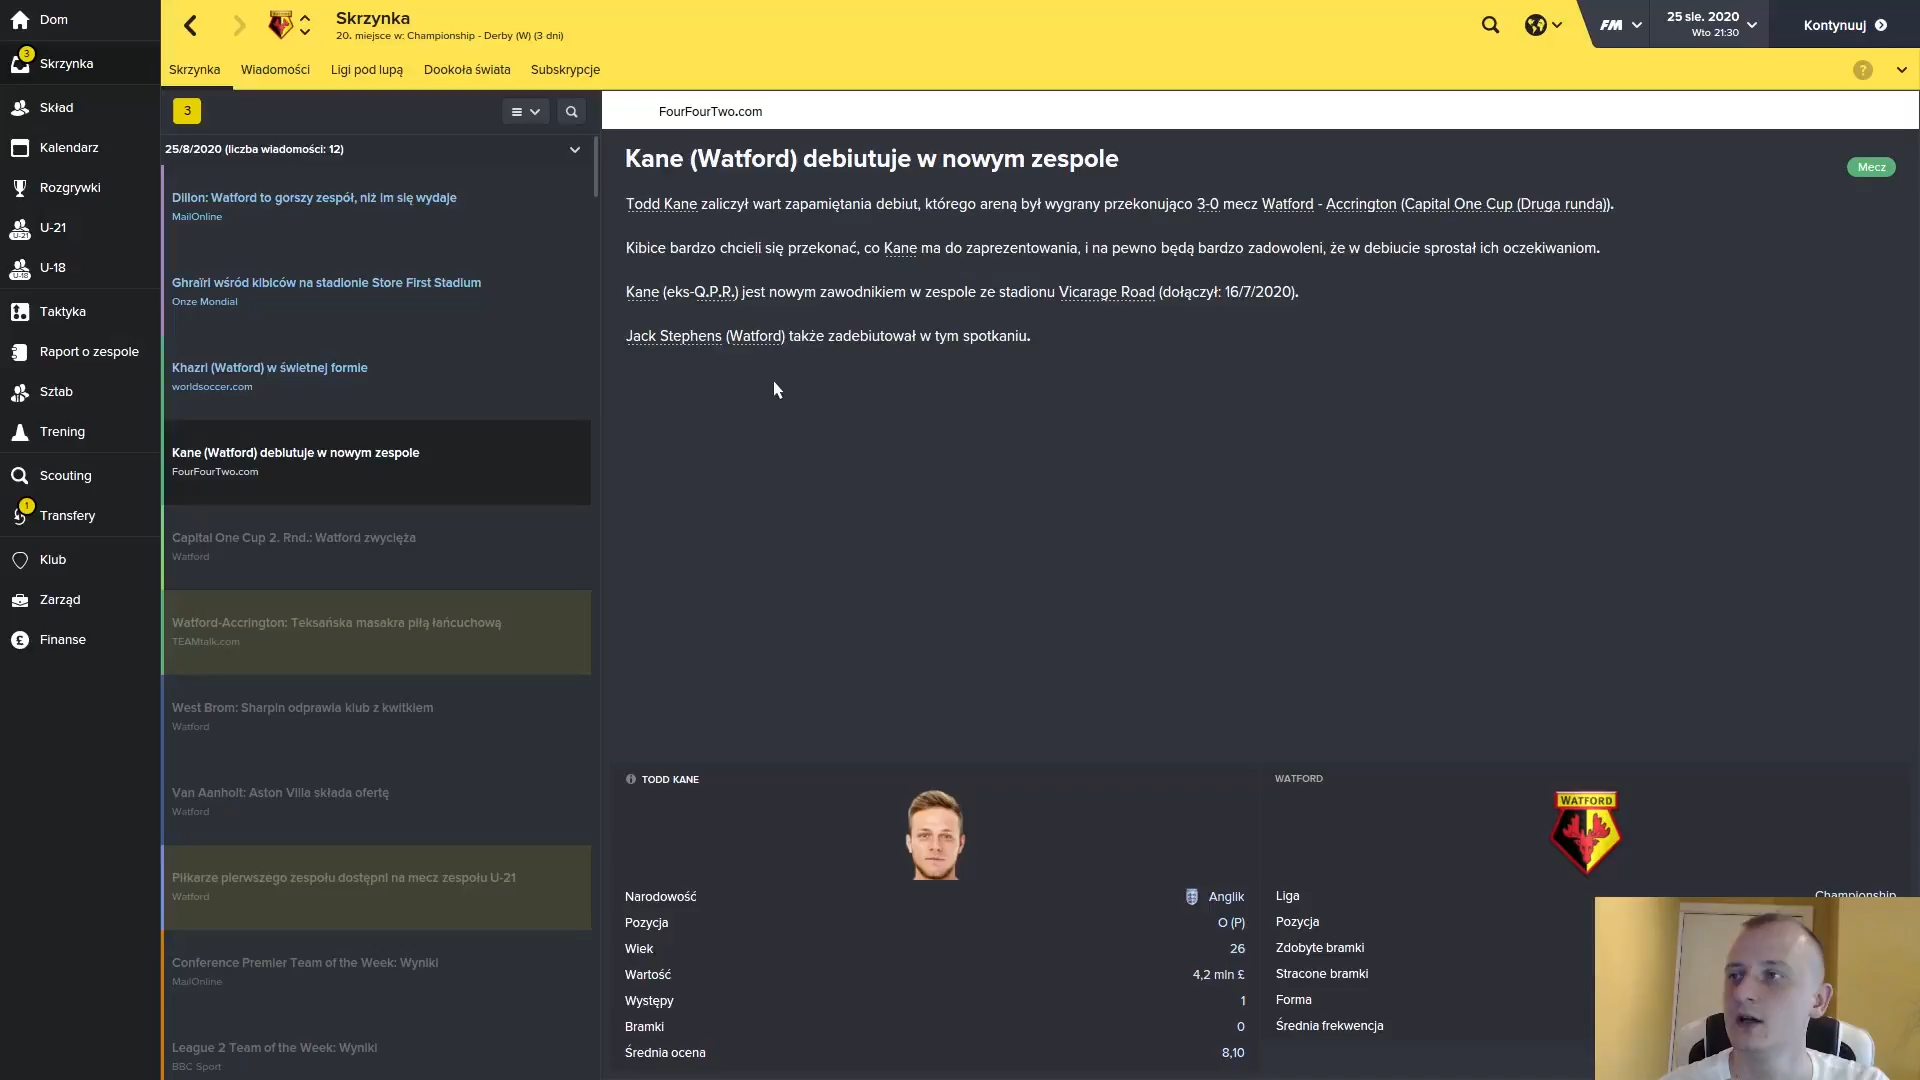 Dom
3
Skrzynka
Skład
Kalendarz
Rozgrywki
U-21
U-21
U-18
U-18
Taktyka
Raport o zespole
Sztab
Trening
Scouting
1
Transfery
Klub
Zarząd
Finanse
Skrzynka
20. miejsce w: Championship - Derby (W) (3 dni)
FM
25 sie. 2020
Wto 21:30
Kontynuuj
Skrzynka
Wiadomości
Ligi pod lupą
Dookoła świata
Subskrypcje
?
3
25/8/2020 (liczba wiadomości: 12)
Dillon: Watford to gorszy zespół, niż im się wydaje
MailOnline
Ghraïri wśród kibiców na stadionie Store First Stadium
Onze Mondial
Khazri (Watford) w świetnej formie
worldsoccer.com
Kane (Watford) debiutuje w nowym zespole
FourFourTwo.com
Capital One Cup 2. Rnd.: Watford zwycięża
Watford
Watford-Accrington: Teksańska masakra piłą łańcuchową
TEAMtalk.com
West Brom: Sharpin odprawia klub z kwitkiem
Watford
Van Aanholt: Aston Villa składa ofertę
Watford
Piłkarze pierwszego zespołu dostępni na mecz zespołu U-21
Watford
Conference Premier Team of the Week: Wyniki
MailOnline
League 2 Team of the Week: Wyniki
BBC Sport
FourFourTwo.com
Kane (Watford) debiutuje w nowym zespole
Mecz
Todd Kane zaliczył wart zapamiętania debiut, którego areną był wygrany przekonująco 3-0 mecz Watford - Accrington (Capital One Cup (Druga runda)).
Kibice bardzo chcieli się przekonać, co Kane ma do zaprezentowania, i na pewno będą bardzo zadowoleni, że w debiucie sprostał ich oczekiwaniom.
Kane (eks-Q.P.R.) jest nowym zawodnikiem w zespole ze stadionu Vicarage Road (dołączył: 16/7/2020).
Jack Stephens (Watford) także zadebiutował w tym spotkaniu.
TODD KANE
Narodowość Anglik
Pozycja O (P)
Wiek 26
Wartość 4,2 mln £
Występy 1
Bramki 0
Średnia ocena 8,10
WATFORD
WATFORD
Liga Championship
Pozycja
Zdobyte bramki
Stracone bramki
Forma
Średnia frekwencja